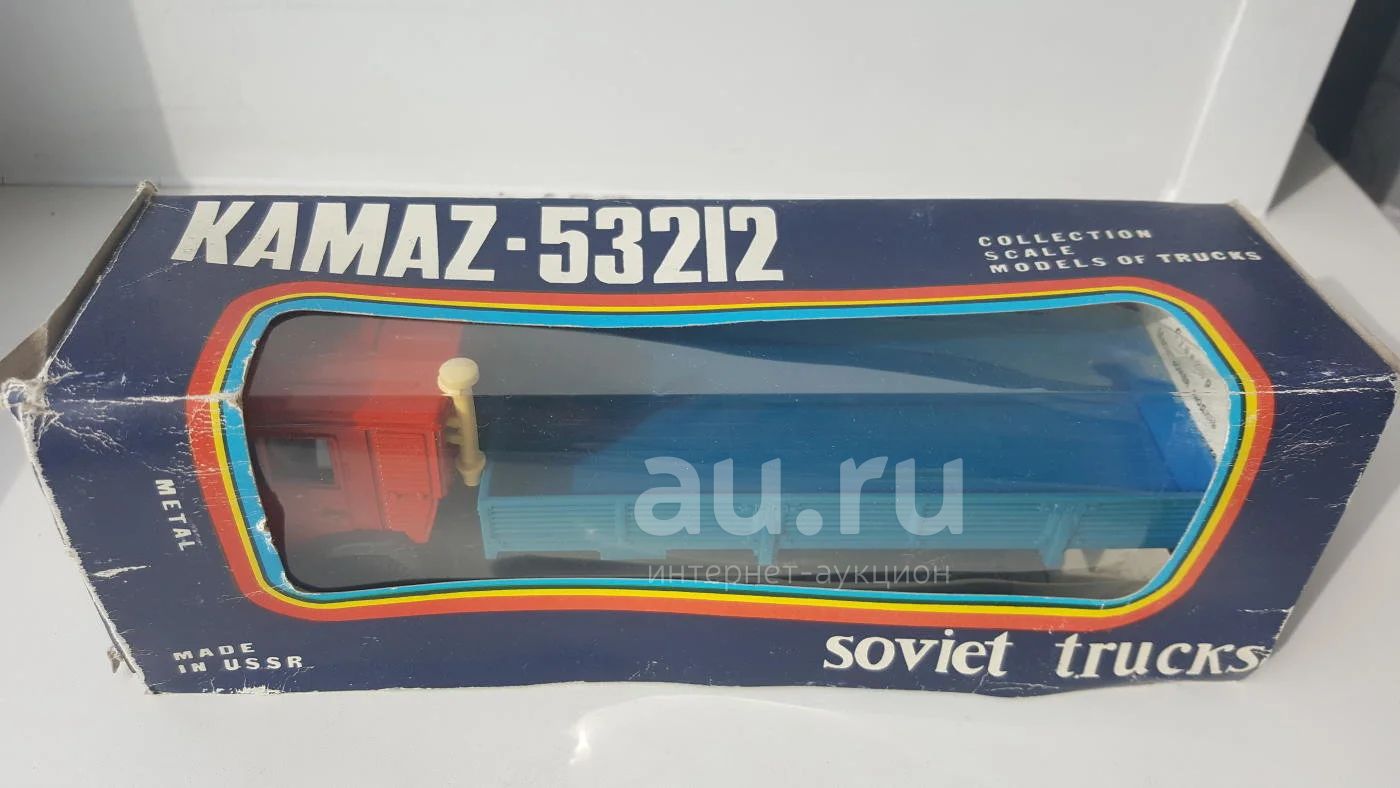 KAMAZ-53212
COLLECTION
SCALE
MODELS OF TRUCKS
METAL
au.ru
интернет-аукцион
MADE
IN USSR
soviet trucks